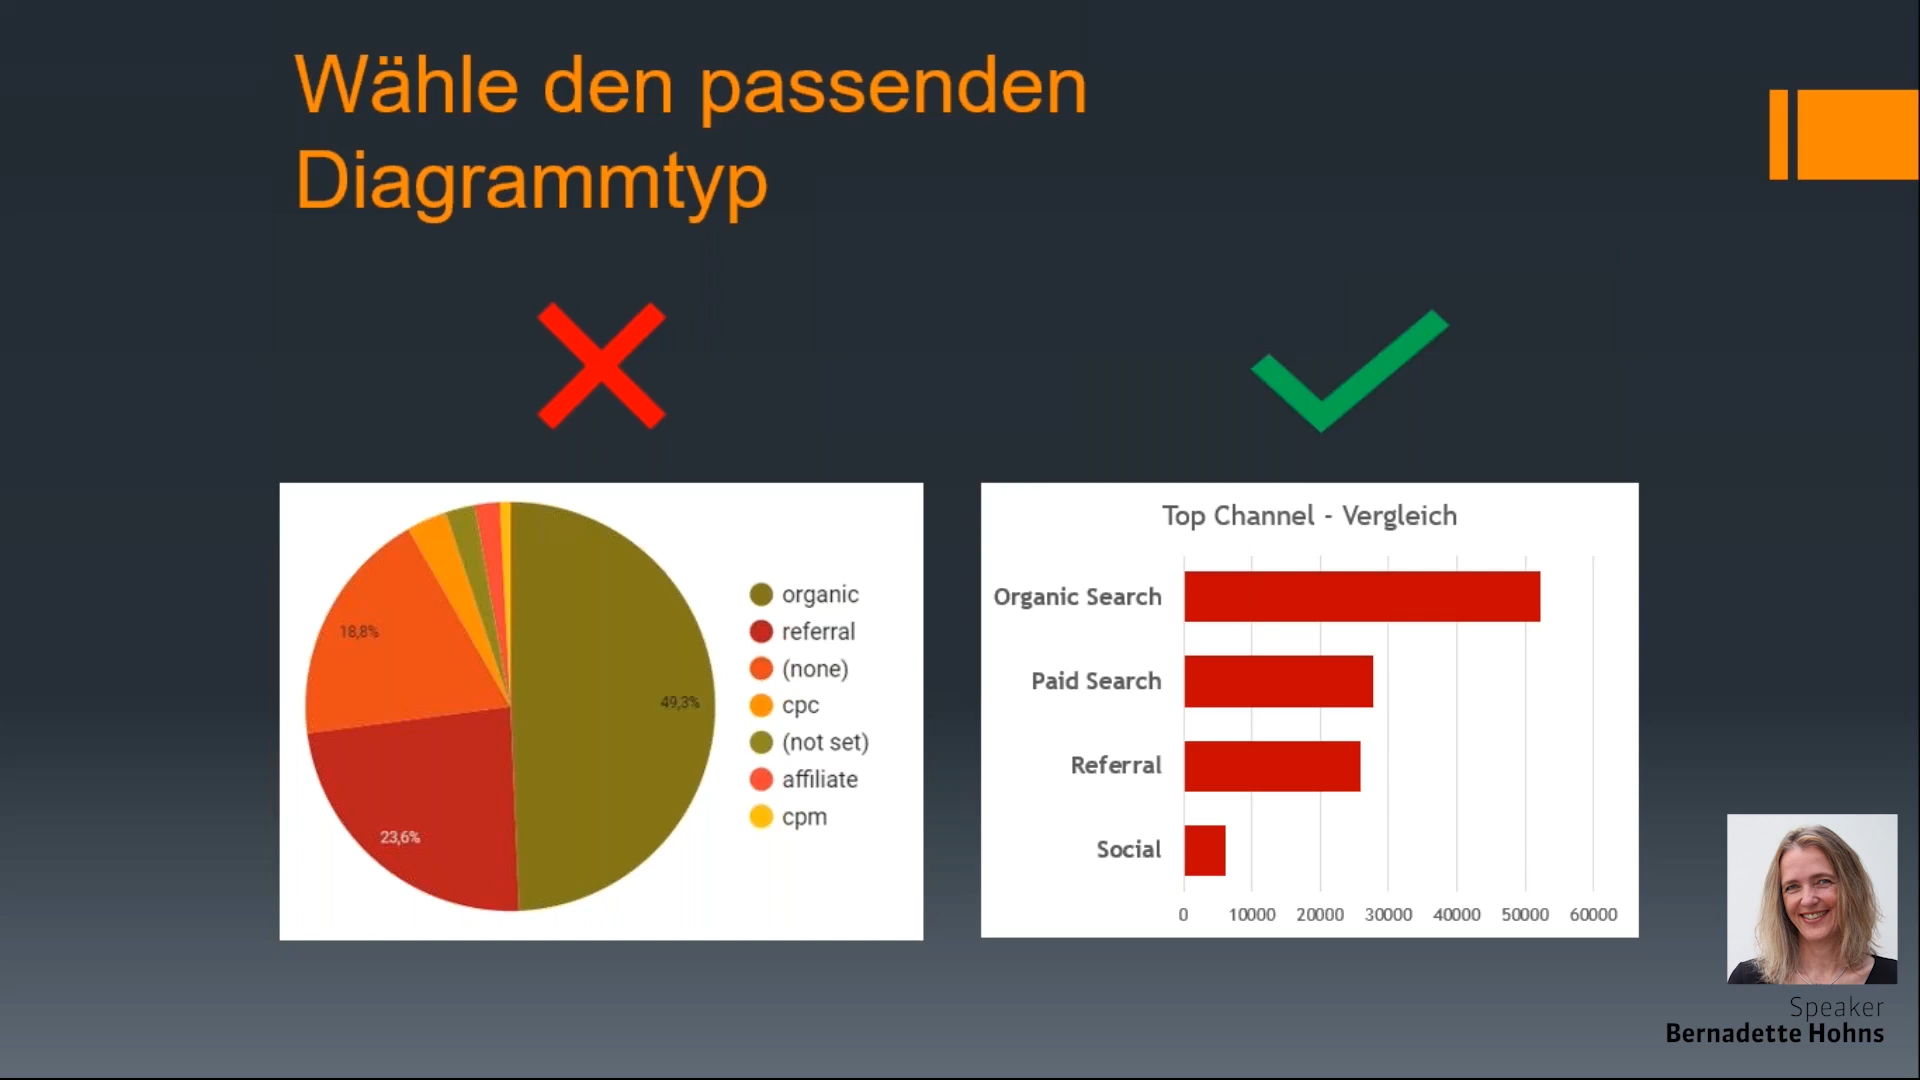 Wähle den passenden
Diagrammtyp
18,8%
49,3%
23,6%
organic
referral
(none)
cpc
(not set)
affiliate
cpm
Top Channel - Vergleich
Organic Search
Paid Search
Referral
Social
0 10000 20000 30000 40000 50000 60000
Speaker
Bernadette Hohns